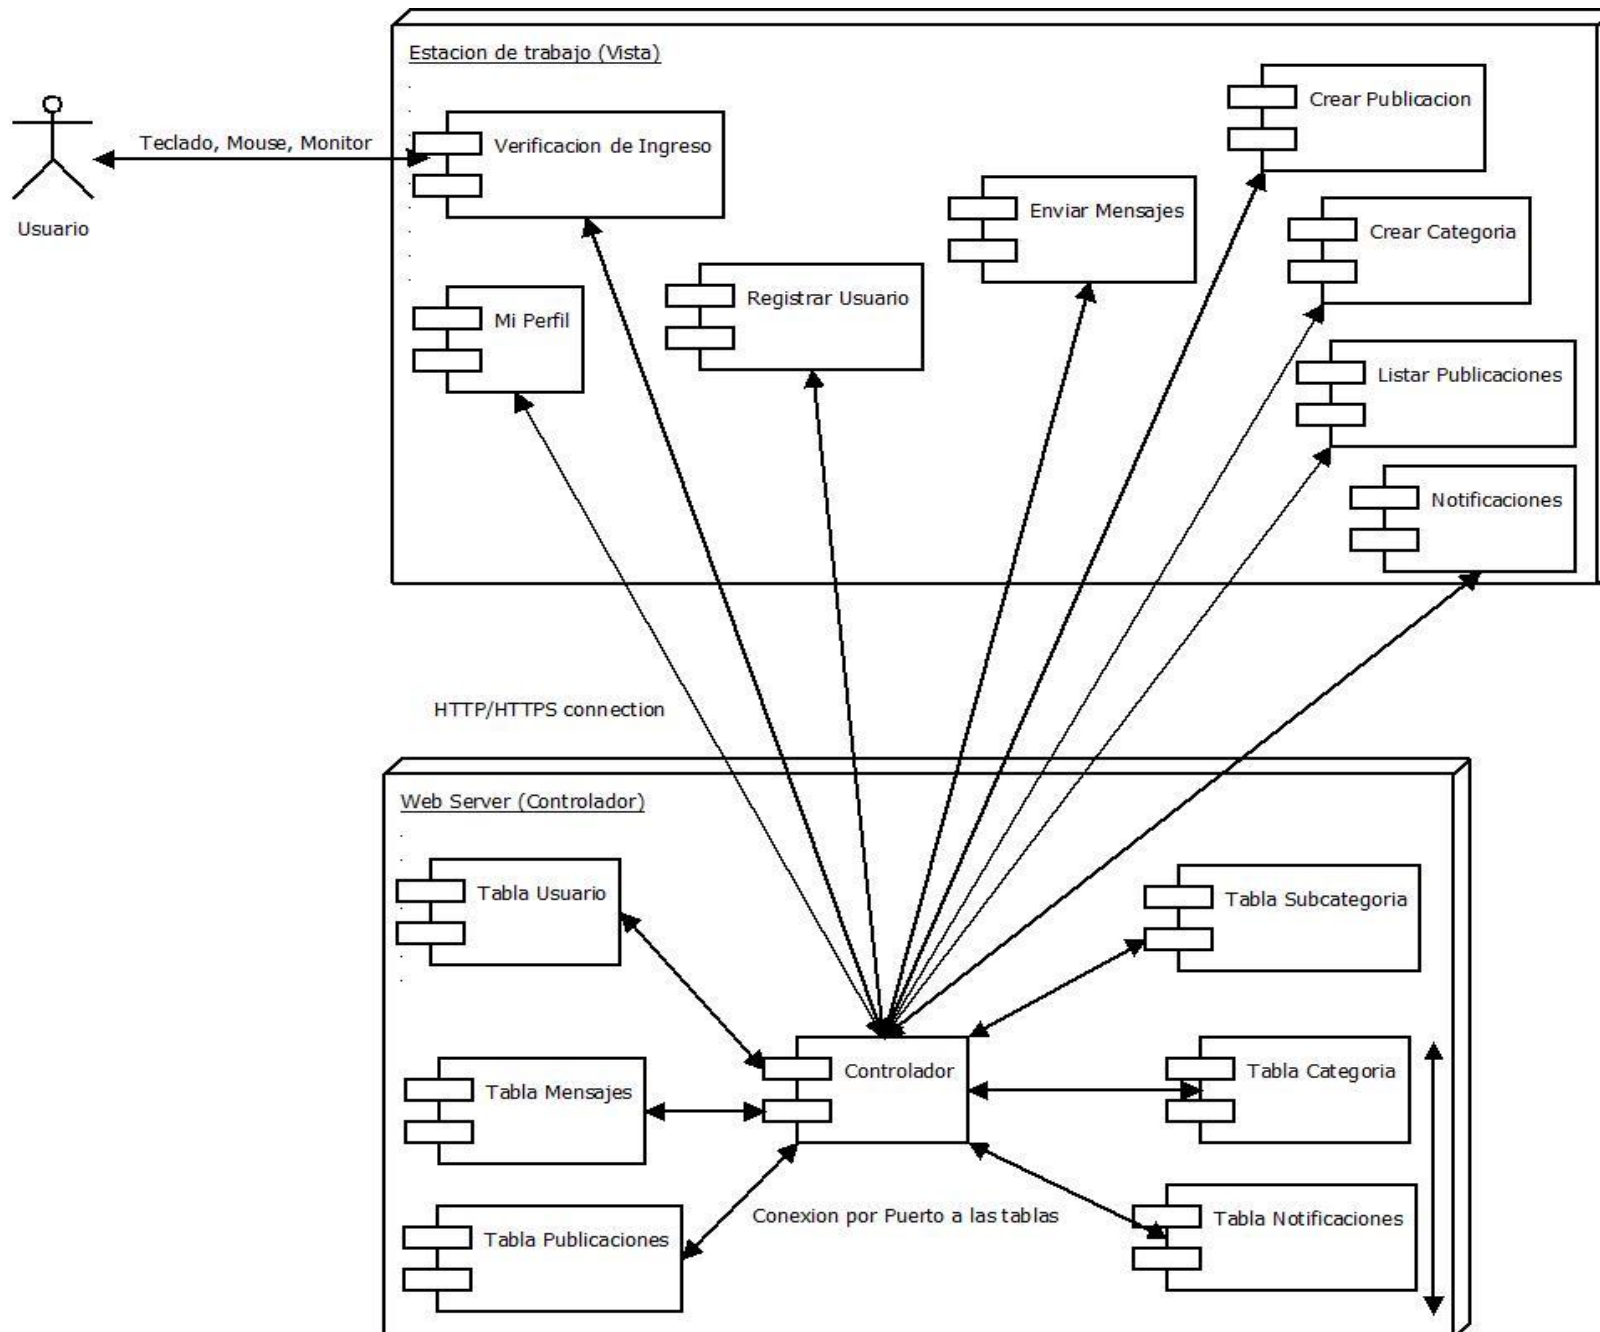 Estacion de trabajo (Vista)
Crear Publicacion
Teclado, Mouse, Monitor
Verificacion de Ingreso
Usuario
Enviar Mensajes
Crear Categoria
Registrar Usuario
Mi Perfil
Listar Publicaciones
Notificaciones
HTTP/HTTPS connection
Web Server (Controlador)
Tabla Usuario
Tabla Subcategoria
Controlador
Tabla Categoria
Tabla Mensajes
Conexion por Puerto a las tablas
Tabla Notificaciones
Tabla Publicaciones